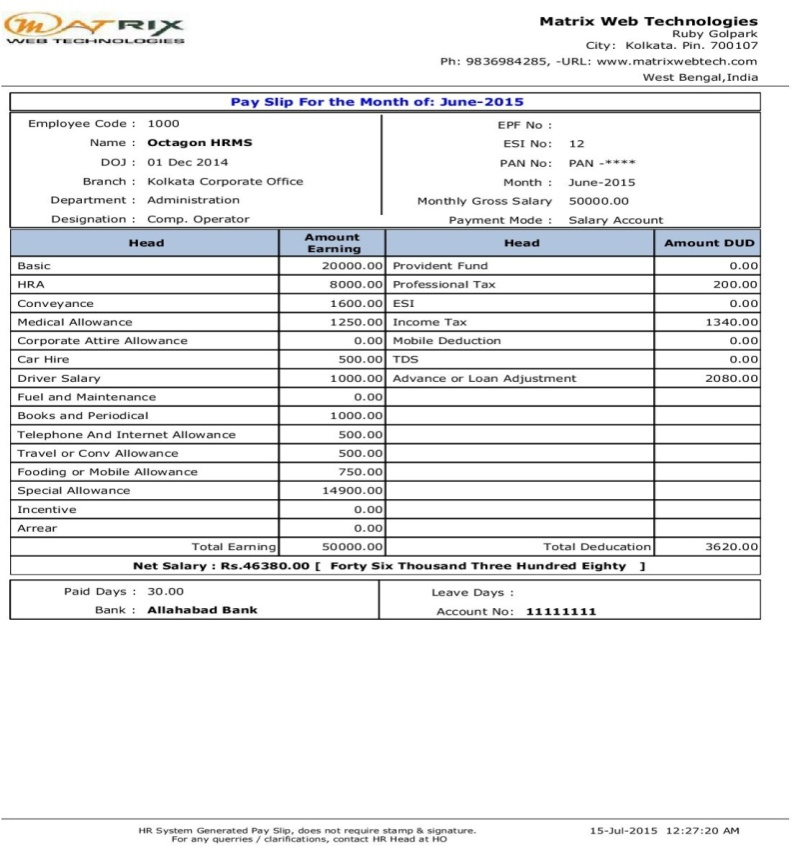 MATRIX
WEB TECHNOLOGIES
Matrix Web Technologies
Ruby Golpark
City: Kolkata. Pin. 700107
Ph: 9836984285, -URL: www.matrixwebtech.com
West Bengal,India
Pay Slip For the Month of: June-2015
Employee Code : 1000 EPF No :
Name : Octagon HRMS ESI No: 12
DOJ : 01 Dec 2014 PAN No: PAN -****
Branch : Kolkata Corporate Office Month : June-2015
Department : Administration Monthly Gross Salary 50000.00
Designation : Comp. Operator Payment Mode : Salary Account
Head Amount Earning Head Amount DUD
Basic 20000.00 Provident Fund 0.00
HRA 8000.00 Professional Tax 200.00
Conveyance 1600.00 ESI 0.00
Medical Allowance 1250.00 Income Tax 1340.00
Corporate Attire Allowance 0.00 Mobile Deduction 0.00
Car Hire 500.00 TDS 0.00
Driver Salary 1000.00 Advance or Loan Adjustment 2080.00
Fuel and Maintenance 0.00
Books and Periodical 1000.00
Telephone And Internet Allowance 500.00
Travel or Conv Allowance 500.00
Fooding or Mobile Allowance 750.00
Special Allowance 14900.00
Incentive 0.00
Arrear 0.00
Total Earning 50000.00 Total Deducation 3620.00
Net Salary : Rs.46380.00 [ Forty Six Thousand Three Hundred Eighty ]
Paid Days : 30.00 Leave Days :
Bank : Allahabad Bank Account No: 11111111
HR System Generated Pay Slip, does not require stamp & signature. 15-Jul-2015 12:27:20 AM
For any querries / clarifications, contact HR Head at HO